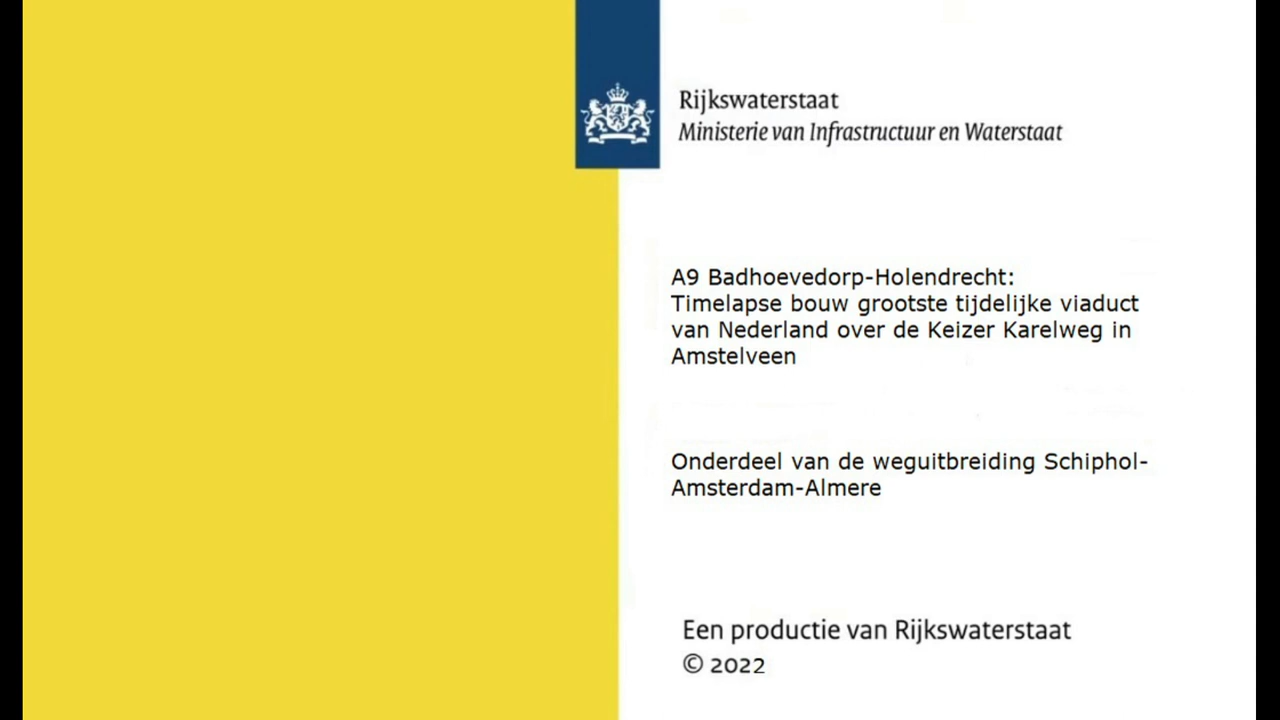 Rijkswaterstaat
Ministerie van Infrastructuur en Waterstaat
A9 Badhoevedorp-Holendrecht:
Timelapse bouw grootste tijdelijke viaduct
van Nederland over de Keizer Karelweg in
Amstelveen
Onderdeel van de weguitbreiding Schiphol-
Amsterdam-Almere
Een productie van Rijkswaterstaat
© 2022